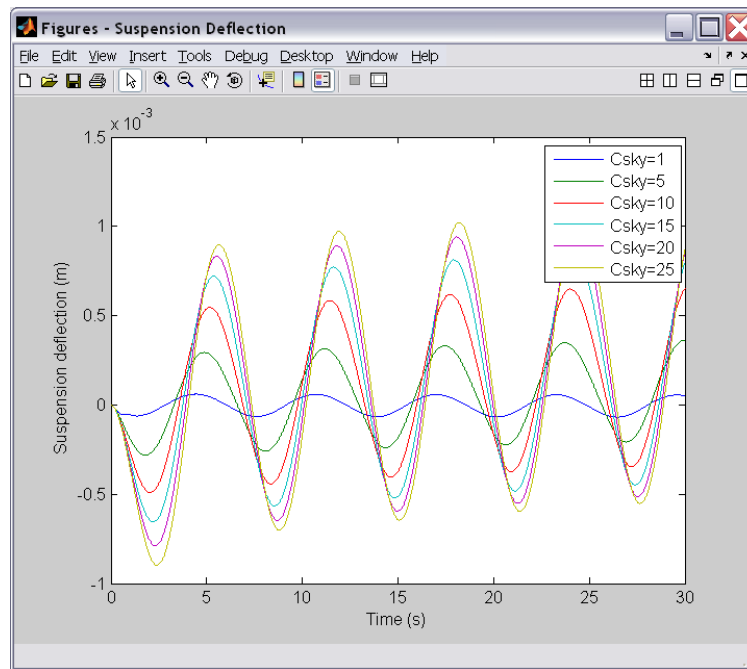 Figures - Suspension Deflection
File Edit View Insert Tools Debug Desktop Window Help
x 10^-3
1.5
1
0.5
0
-0.5
-1
Suspension deflection (m)
0 5 10 15 20 25 30
Time (s)
Csky=1
Csky=5
Csky=10
Csky=15
Csky=20
Csky=25